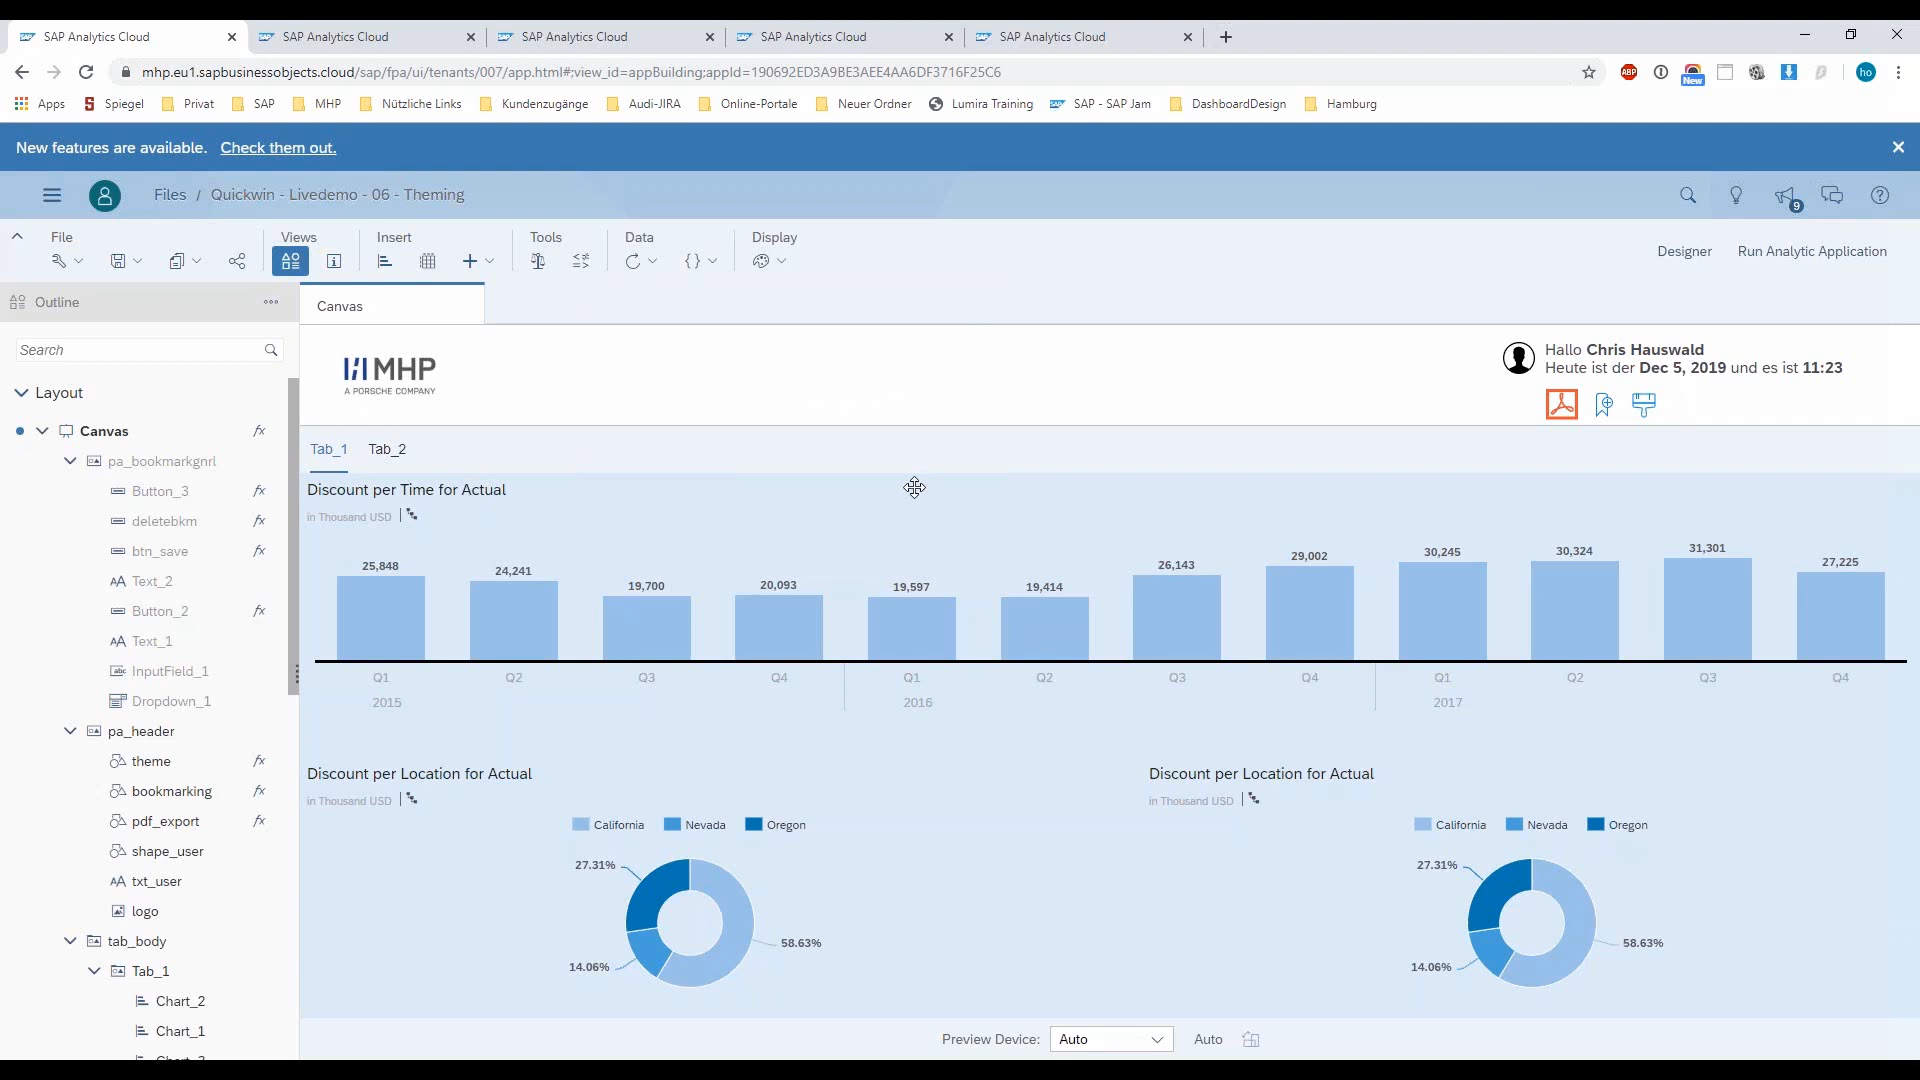 SAP Analytics Cloud
SAP Analytics Cloud
SAP Analytics Cloud
SAP Analytics Cloud
SAP Analytics Cloud
mhp.eu1.sapbusinessobjects.cloud/sap/fpa/ui/tenants/007/app.html#;view_id=appBuilding;appId=190692ED3A9BE3AEE4AA6DF3716F25C6
ABP
New
ho
Apps Spiegel Privat SAP MHP Nützliche Links Kundenzugänge Audi-JIRA Online-Portale Neuer Ordner Lumira Training SAP - SAP Jam DashboardDesign Hamburg
New features are available. Check them out.
Files / Quickwin - Livedemo - 06 - Theming
9
File Views Insert Tools Data Display
Designer Run Analytic Application
Outline
Canvas
Search
Layout
Canvas
pa_bookmarkgnrl
Button_3
deletebkm
btn_save
Text_2
Button_2
Text_1
InputField_1
Dropdown_1
pa_header
theme
bookmarking
pdf_export
shape_user
txt_user
logo
tab_body
Tab_1
Chart_2
Chart_1
MHP
A PORSCHE COMPANY
Hallo Chris Hauswald
Heute ist der Dec 5, 2019 und es ist 11:23
Tab_1 Tab_2
Discount per Time for Actual
in Thousand USD
25,848 24,241 19,700 20,093 19,597 19,414 26,143 29,002 30,245 30,324 31,301 27,225
Q1 Q2 Q3 Q4 Q1 Q2 Q3 Q4 Q1 Q2 Q3 Q4
2015 2016 2017
Discount per Location for Actual
in Thousand USD
California Nevada Oregon
27.31%
58.63%
14.06%
Discount per Location for Actual
in Thousand USD
California Nevada Oregon
27.31%
58.63%
14.06%
Preview Device: Auto Auto